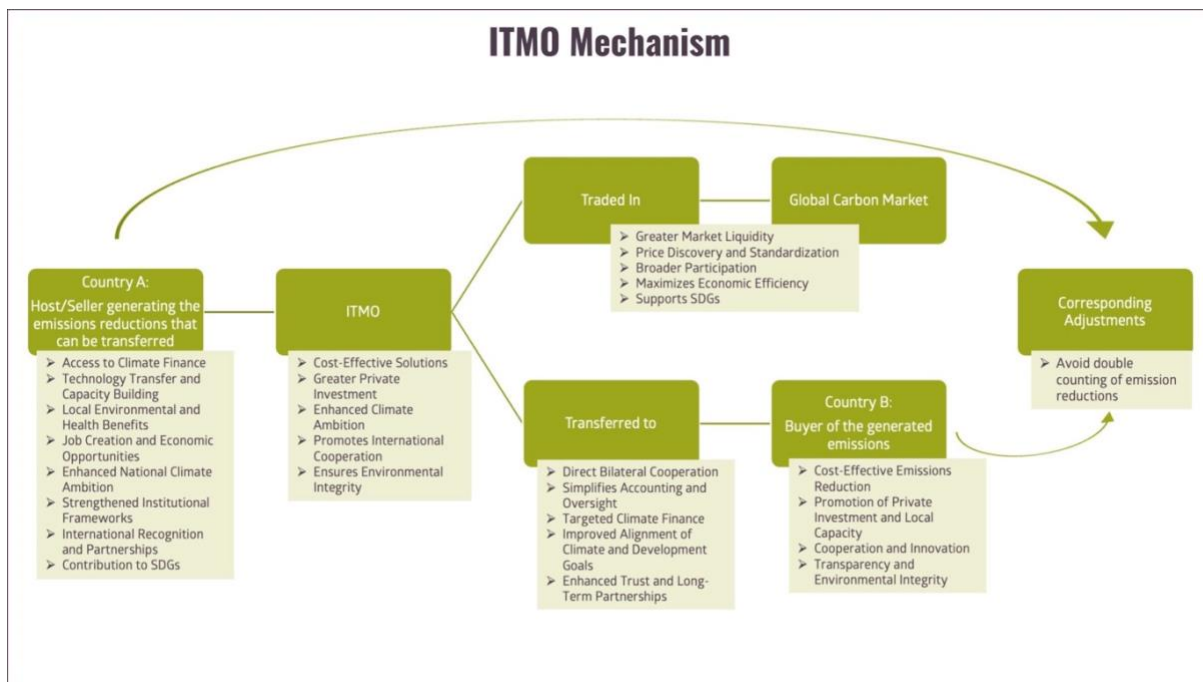 ITMO Mechanism
Country A:
Host/Seller generating the
emissions reductions that
can be transferred
➢ Access to Climate Finance
➢ Technology Transfer and
Capacity Building
➢ Local Environmental and
Health Benefits
➢ Job Creation and Economic
Opportunities
➢ Enhanced National Climate
Ambition
➢ Strengthened Institutional
Frameworks
➢ International Recognition
and Partnerships
➢ Contribution to SDGs
ITMO
➢ Cost-Effective Solutions
➢ Greater Private
Investment
➢ Enhanced Climate
Ambition
➢ Promotes International
Cooperation
➢ Ensures Environmental
Integrity
Traded In
Global Carbon Market
➢ Greater Market Liquidity
➢ Price Discovery and Standardization
➢ Broader Participation
➢ Maximizes Economic Efficiency
➢ Supports SDGs
Transferred to
➢ Direct Bilateral Cooperation
➢ Simplifies Accounting and
Oversight
➢ Targeted Climate Finance
➢ Improved Alignment of
Climate and Development
Goals
➢ Enhanced Trust and Long-
Term Partnerships
Country B:
Buyer of the generated
emissions
➢ Cost-Effective Emissions
Reduction
➢ Promotion of Private
Investment and Local
Capacity
➢ Cooperation and Innovation
➢ Transparency and
Environmental Integrity
Corresponding
Adjustments
➢ Avoid double
counting of emission
reductions